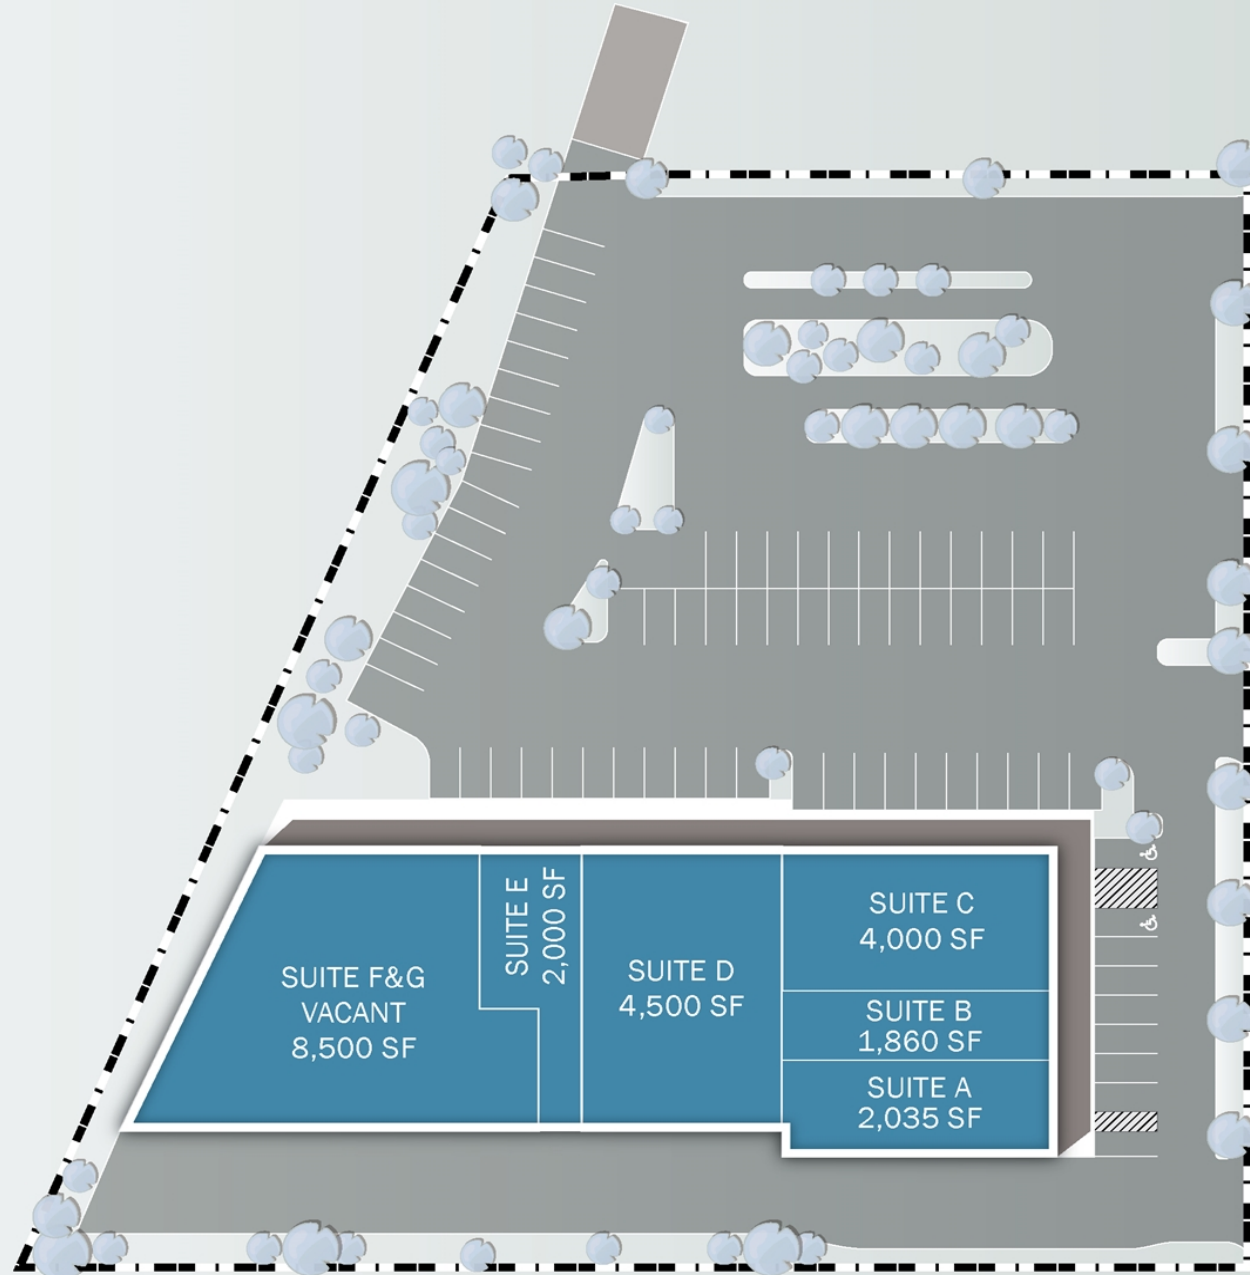 SUITE F&G
VACANT
8,500 SF
SUITE E
2,000 SF
SUITE D
4,500 SF
SUITE C
4,000 SF
SUITE B
1,860 SF
SUITE A
2,035 SF